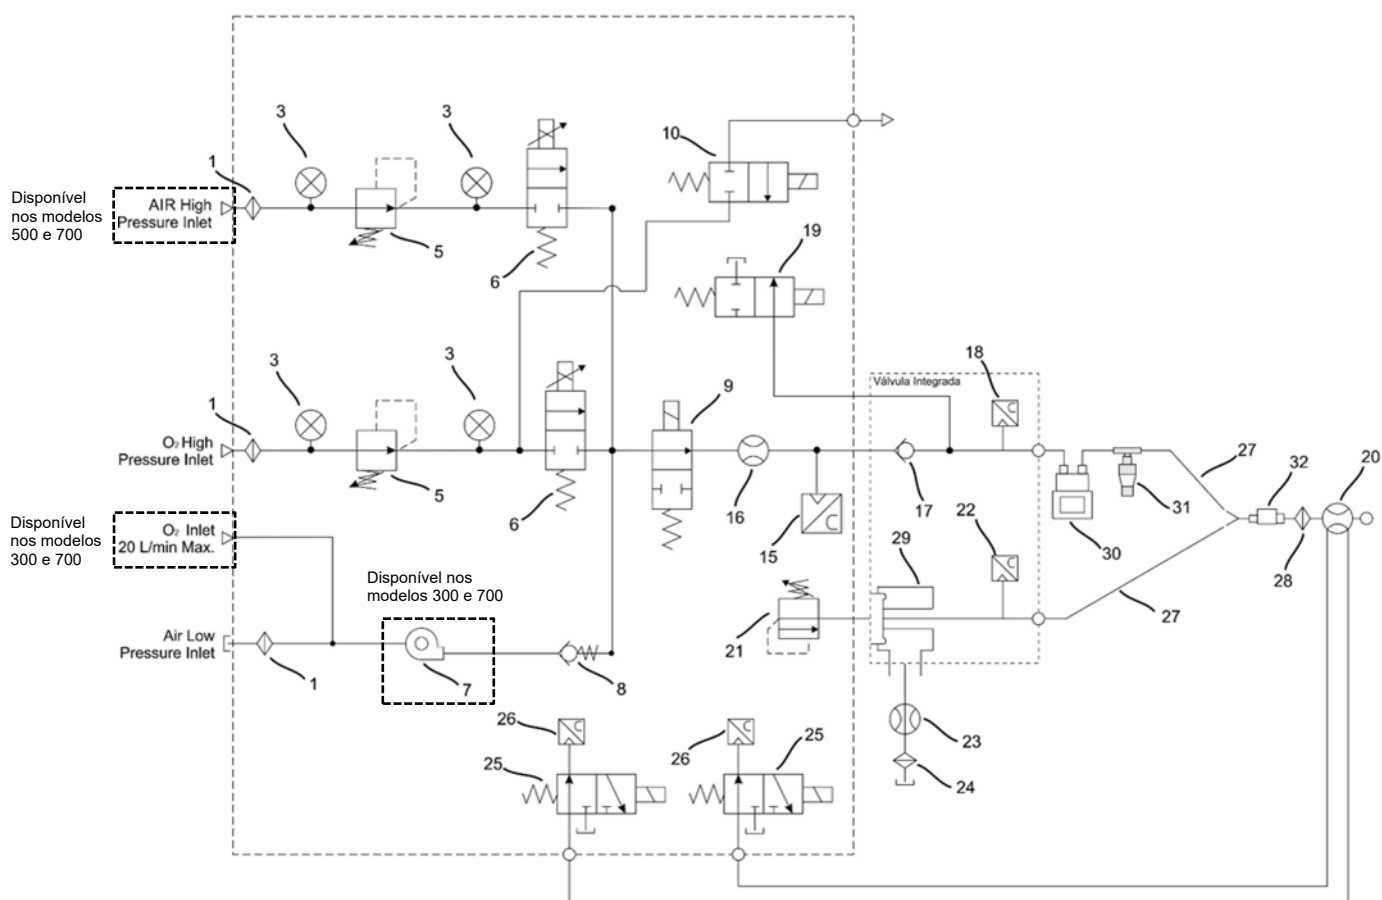 3
3
10
1
Disponível
nos modelos
500 e 700
AIR High
Pressure Inlet
5
6
19
3
3
18
Válvula Integrada
9
1
O₂ High
Pressure Inlet
5
6
16
15
17
22
30
31
27
32
20
28
27
Disponível
nos modelos
300 e 700
O₂ Inlet
20 L/min Max.
Disponível nos
modelos 300 e 700
29
Air Low
Pressure Inlet
1
7
8
21
26
26
25
25
23
24